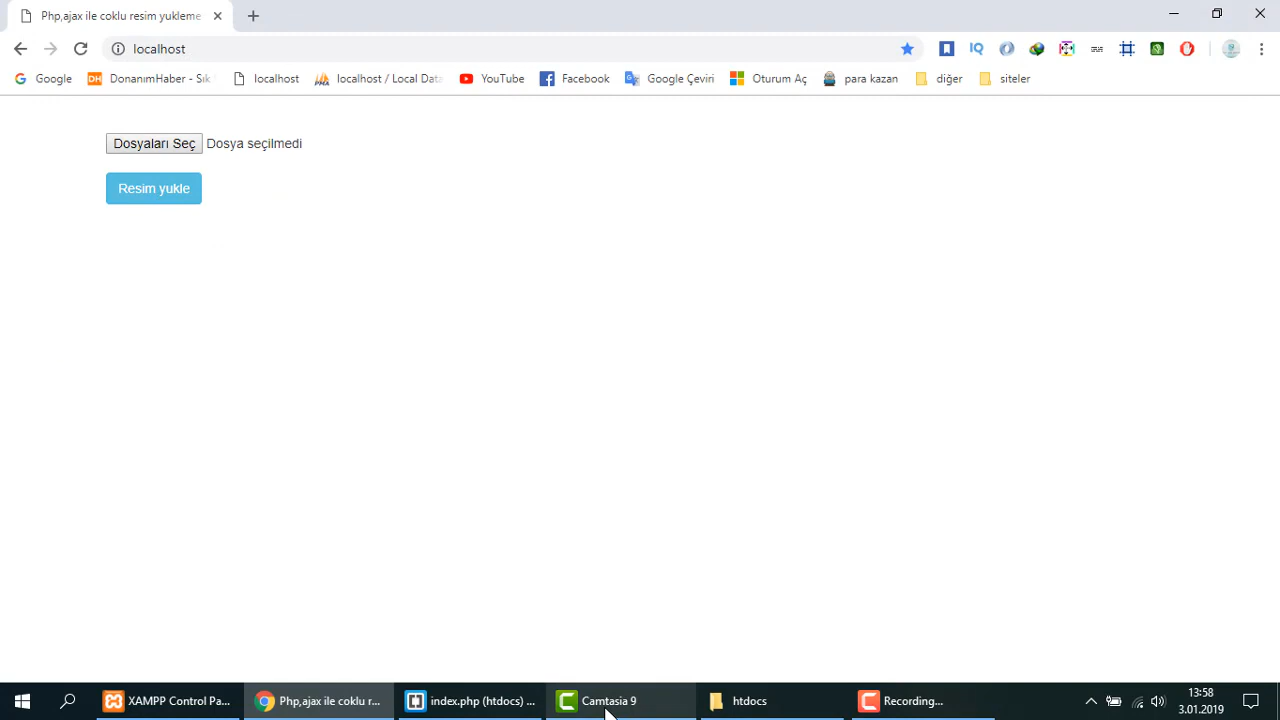 Php,ajax ile coklu resim yukleme
localhost
Google
DonanımHaber - Sık
localhost
localhost / Local Data
YouTube
Facebook
Google Çeviri
Oturum Aç
para kazan
diğer
siteler
Dosyaları Seç Dosya seçilmedi
Resim yukle
XAMPP Control Pa...
Php,ajax ile coklu r...
index.php (htdocs) ...
Camtasia 9
htdocs
Recording...
13:58
3.01.2019